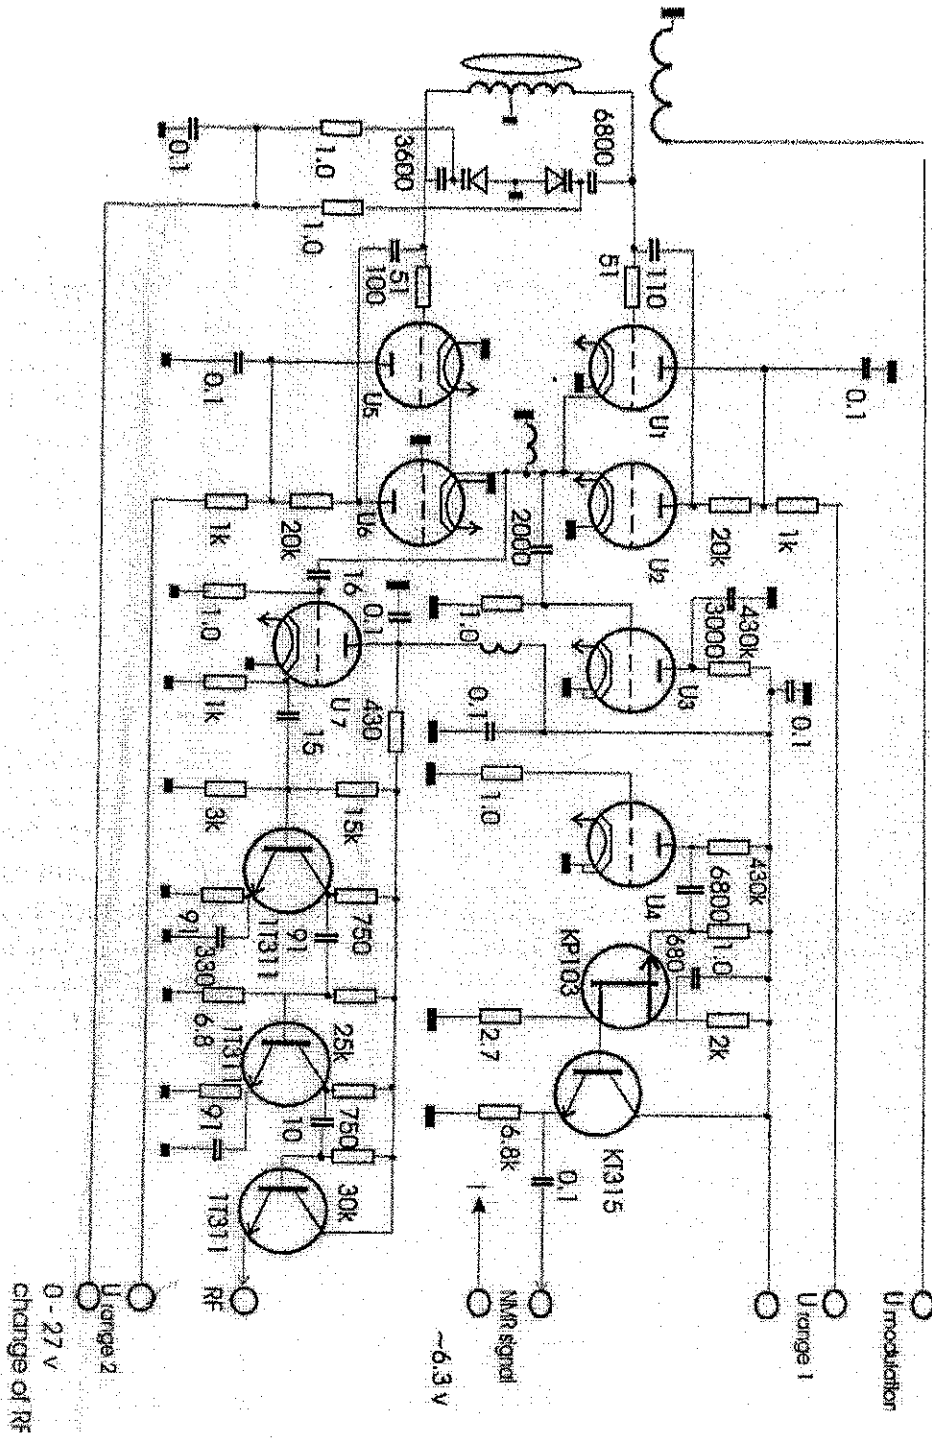 U modulation
0.1
U range 1
1k
0.1
430k
3000
430k
20k
1.0
2k
6800
680
U1
U2
U3
U4
110
51
6800
KP103
KT315
2000
1.0
0.1
1.0
2.7
6.8k
0.1
NMR signal
~6.3 v
3600
51
100
U5
U6
16
0.1
U7
430
15
15k
750
25k
750
30k
1T311
91
1T311
10
1T311
RF
1.0
1.0
20k
1k
0.1
0.1
1.0
1k
3k
91
330
6.8
91
U range 2
0 - 27 v
change of RF